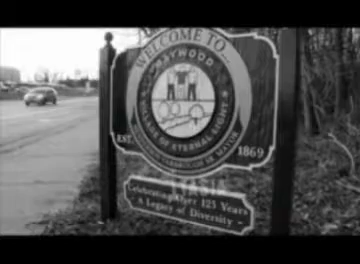 WELCOME TO...
MAYWOOD
VILLAGE OF ETERNAL LIGHT
EST.
1869
Celebrating Over 125 Years
A Legacy of Diversity